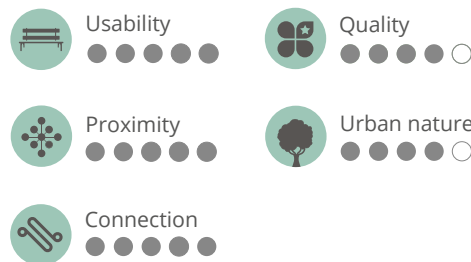 Usability
Quality
Proximity
Urban nature
Connection